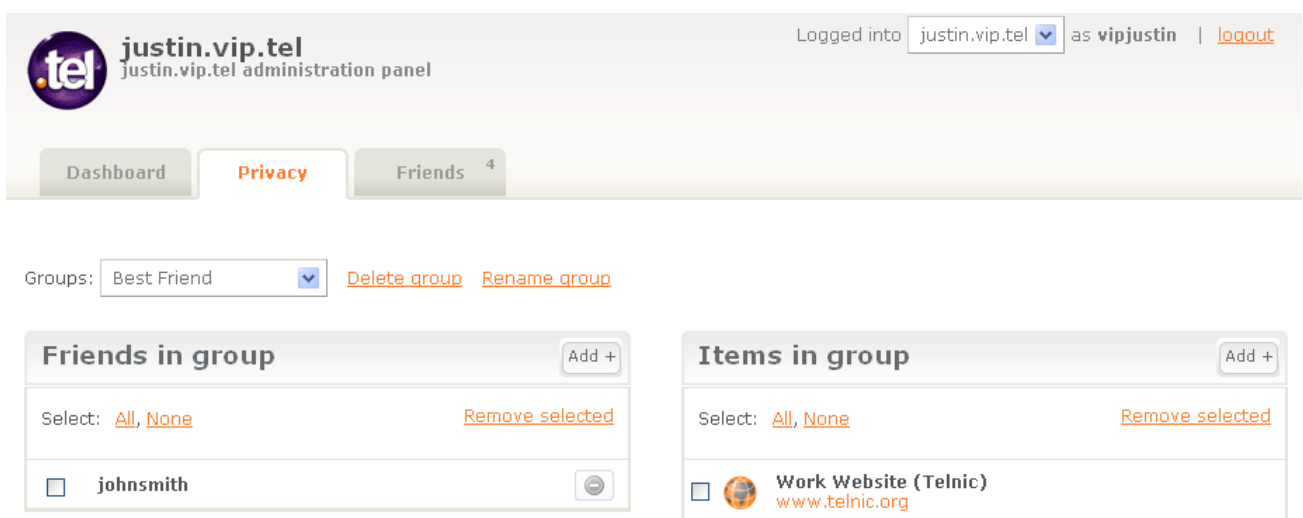 .tel
justin.vip.tel
justin.vip.tel administration panel
Logged into justin.vip.tel as vipjustin | logout
Dashboard Privacy Friends 4
Groups: Best Friend Delete group Rename group
Friends in group Add +
Select: All, None Remove selected
johnsmith
Items in group Add +
Select: All, None Remove selected
Work Website (Telnic)
www.telnic.org